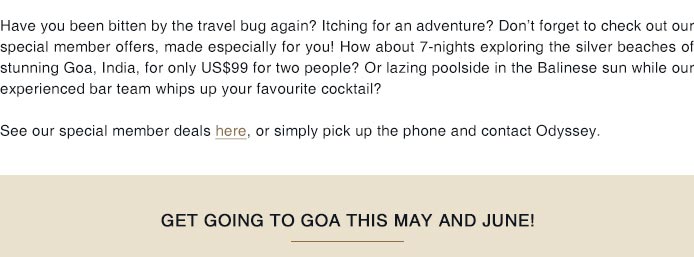 Have you been bitten by the travel bug again? Itching for an adventure? Don’t forget to check out our
special member offers, made especially for you! How about 7-nights exploring the silver beaches of
stunning Goa, India, for only US$99 for two people? Or lazing poolside in the Balinese sun while our
experienced bar team whips up your favourite cocktail?
See our special member deals here, or simply pick up the phone and contact Odyssey.
GET GOING TO GOA THIS MAY AND JUNE!